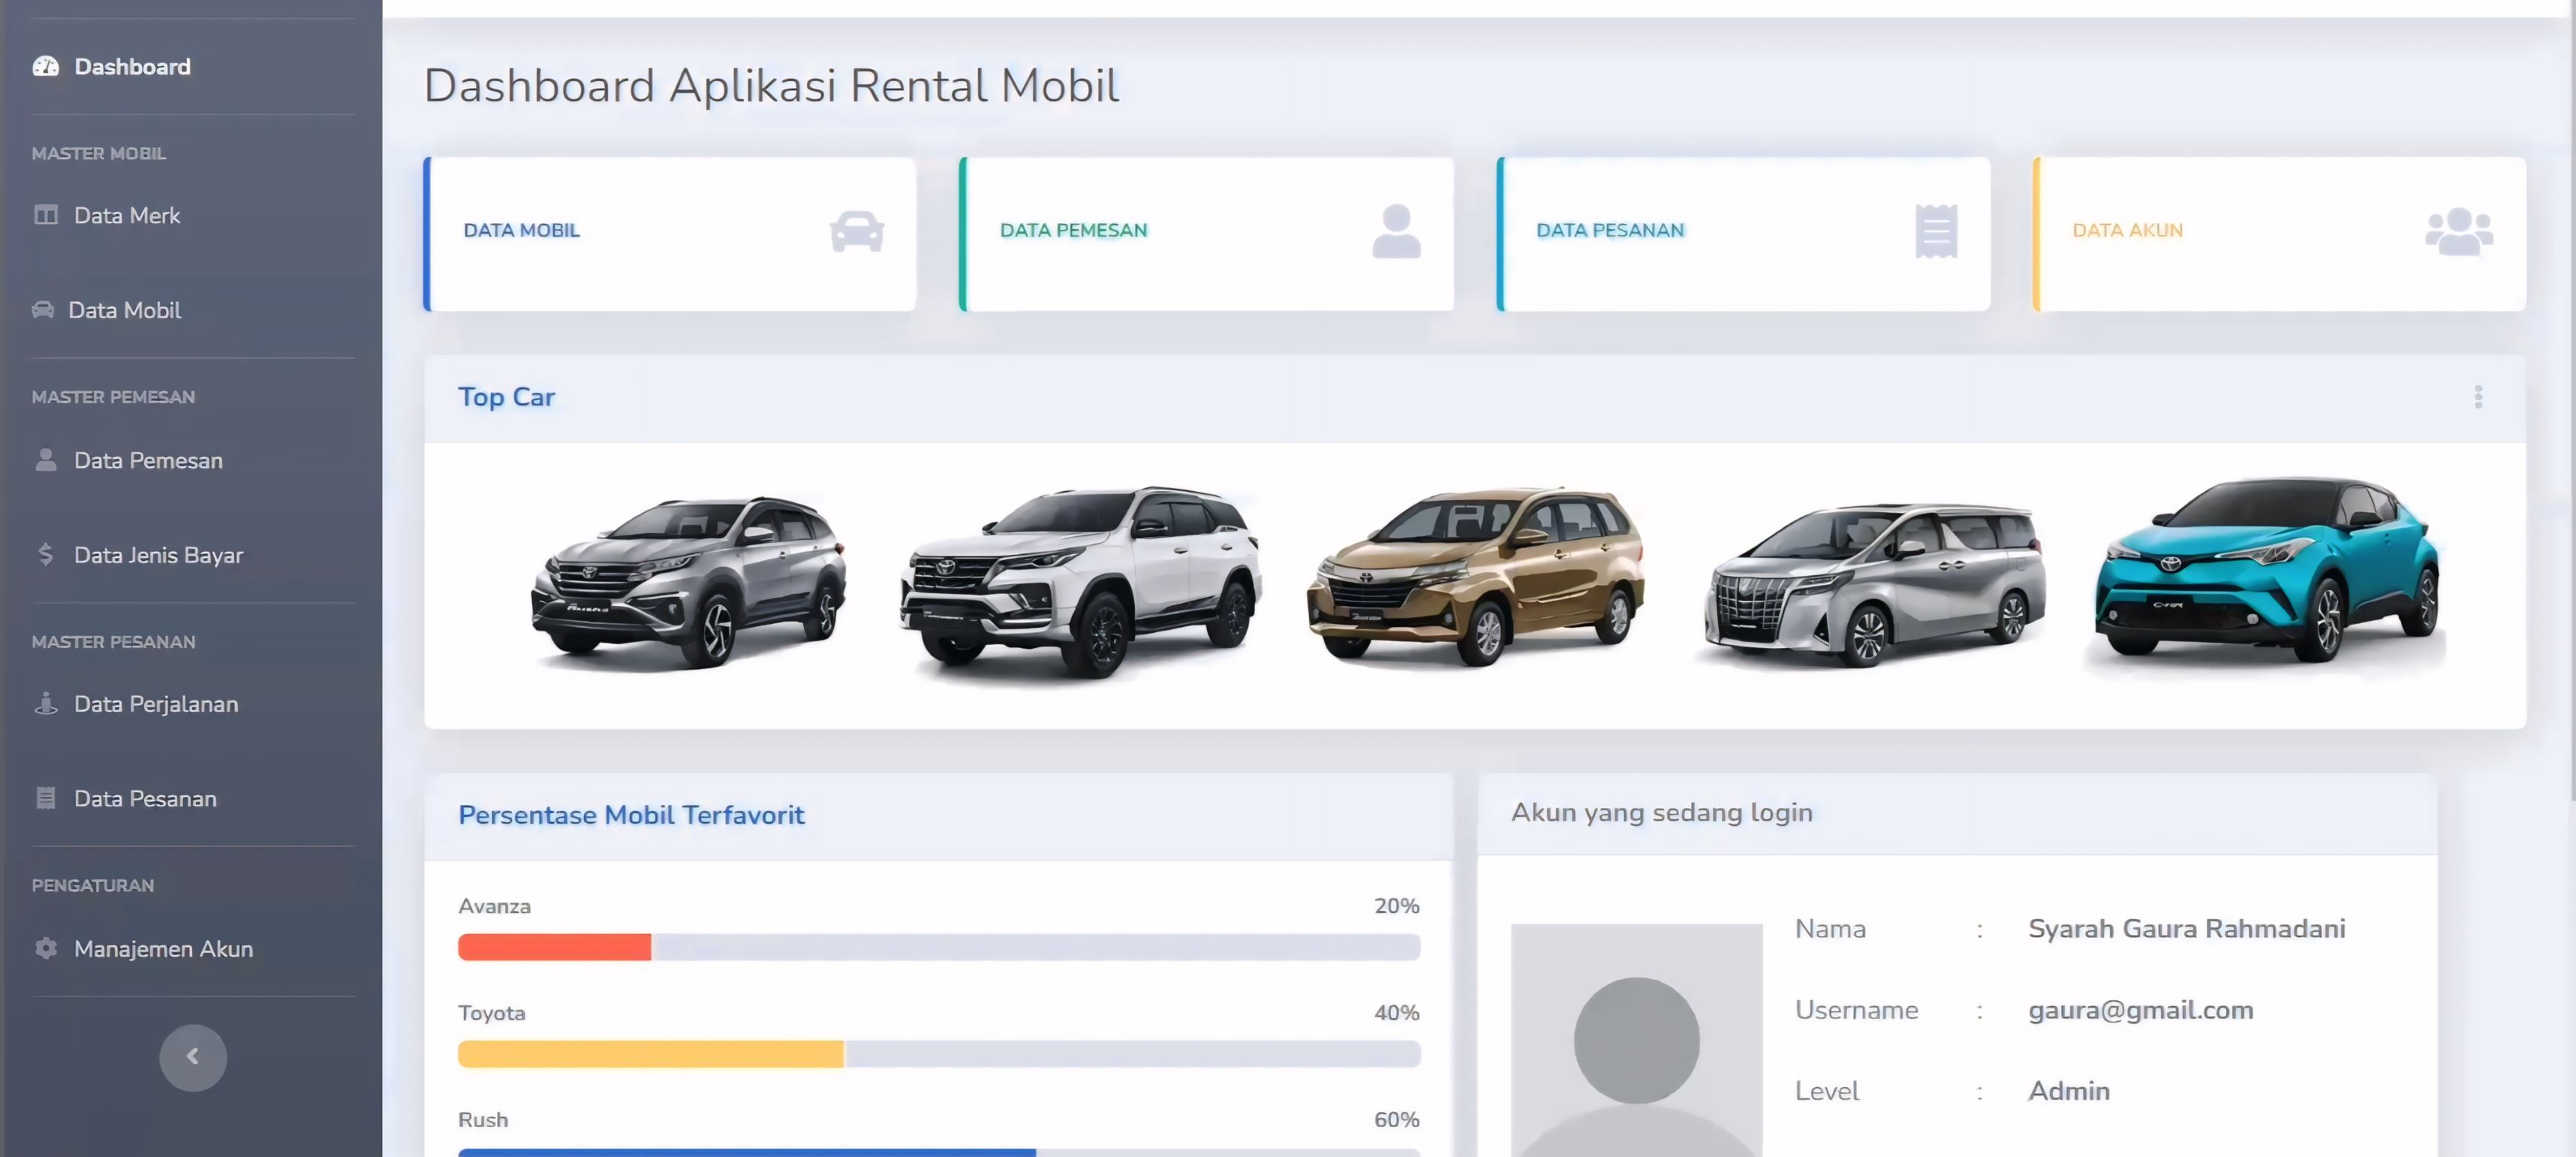 Dashboard
MASTER MOBIL
Data Merk
Data Mobil
MASTER PEMESAN
Data Pemesan
Data Jenis Bayar
MASTER PESANAN
Data Perjalanan
Data Pesanan
PENGATURAN
Manajemen Akun
Dashboard Aplikasi Rental Mobil
DATA MOBIL
DATA PEMESAN
DATA PESANAN
DATA AKUN
Top Car
Rush
C-HR
Persentase Mobil Terfavorit
Avanza 20%
Toyota 40%
Rush 60%
Akun yang sedang login
Nama : Syarah Gaura Rahmadani
Username : gaura@gmail.com
Level : Admin